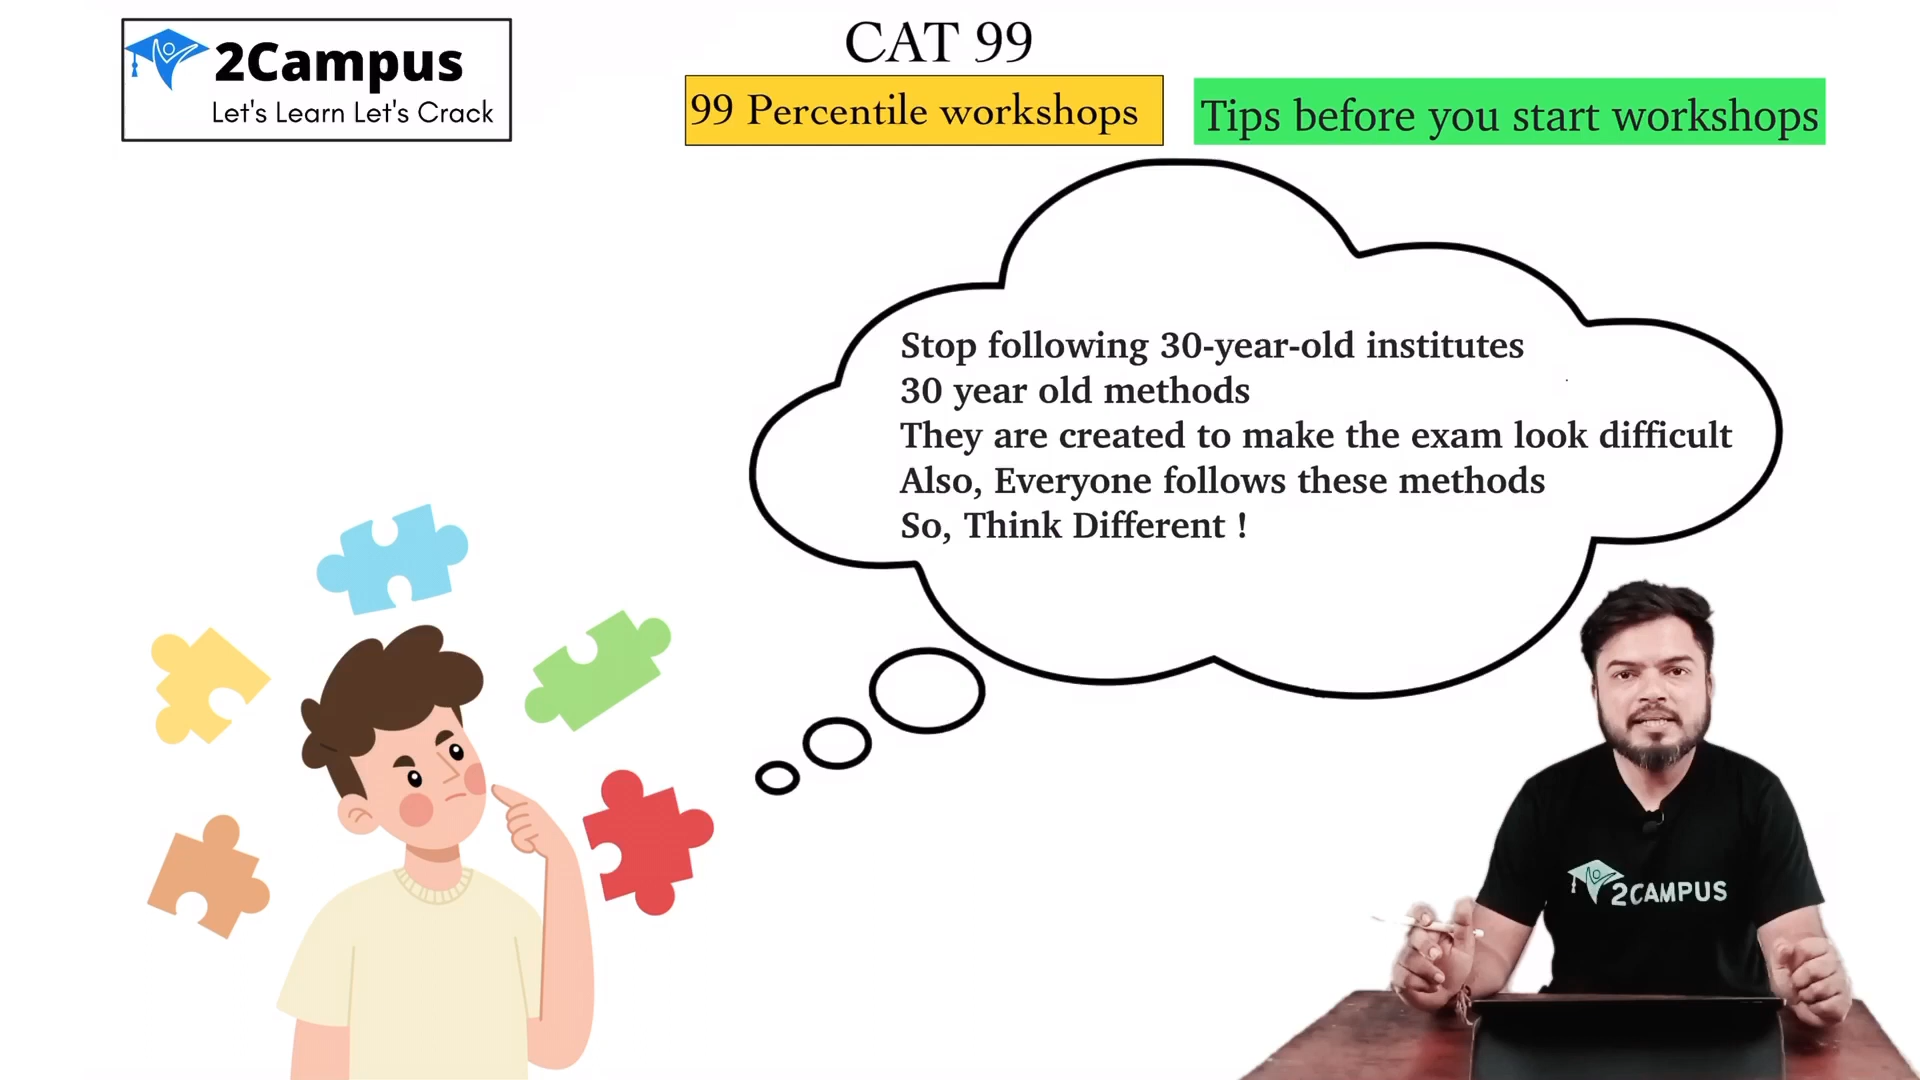 2Campus
Let's Learn Let's Crack
CAT 99
99 Percentile workshops
Tips before you start workshops
Stop following 30-year-old institutes
30 year old methods
They are created to make the exam look difficult
Also, Everyone follows these methods
So, Think Different !
2CAMPUS